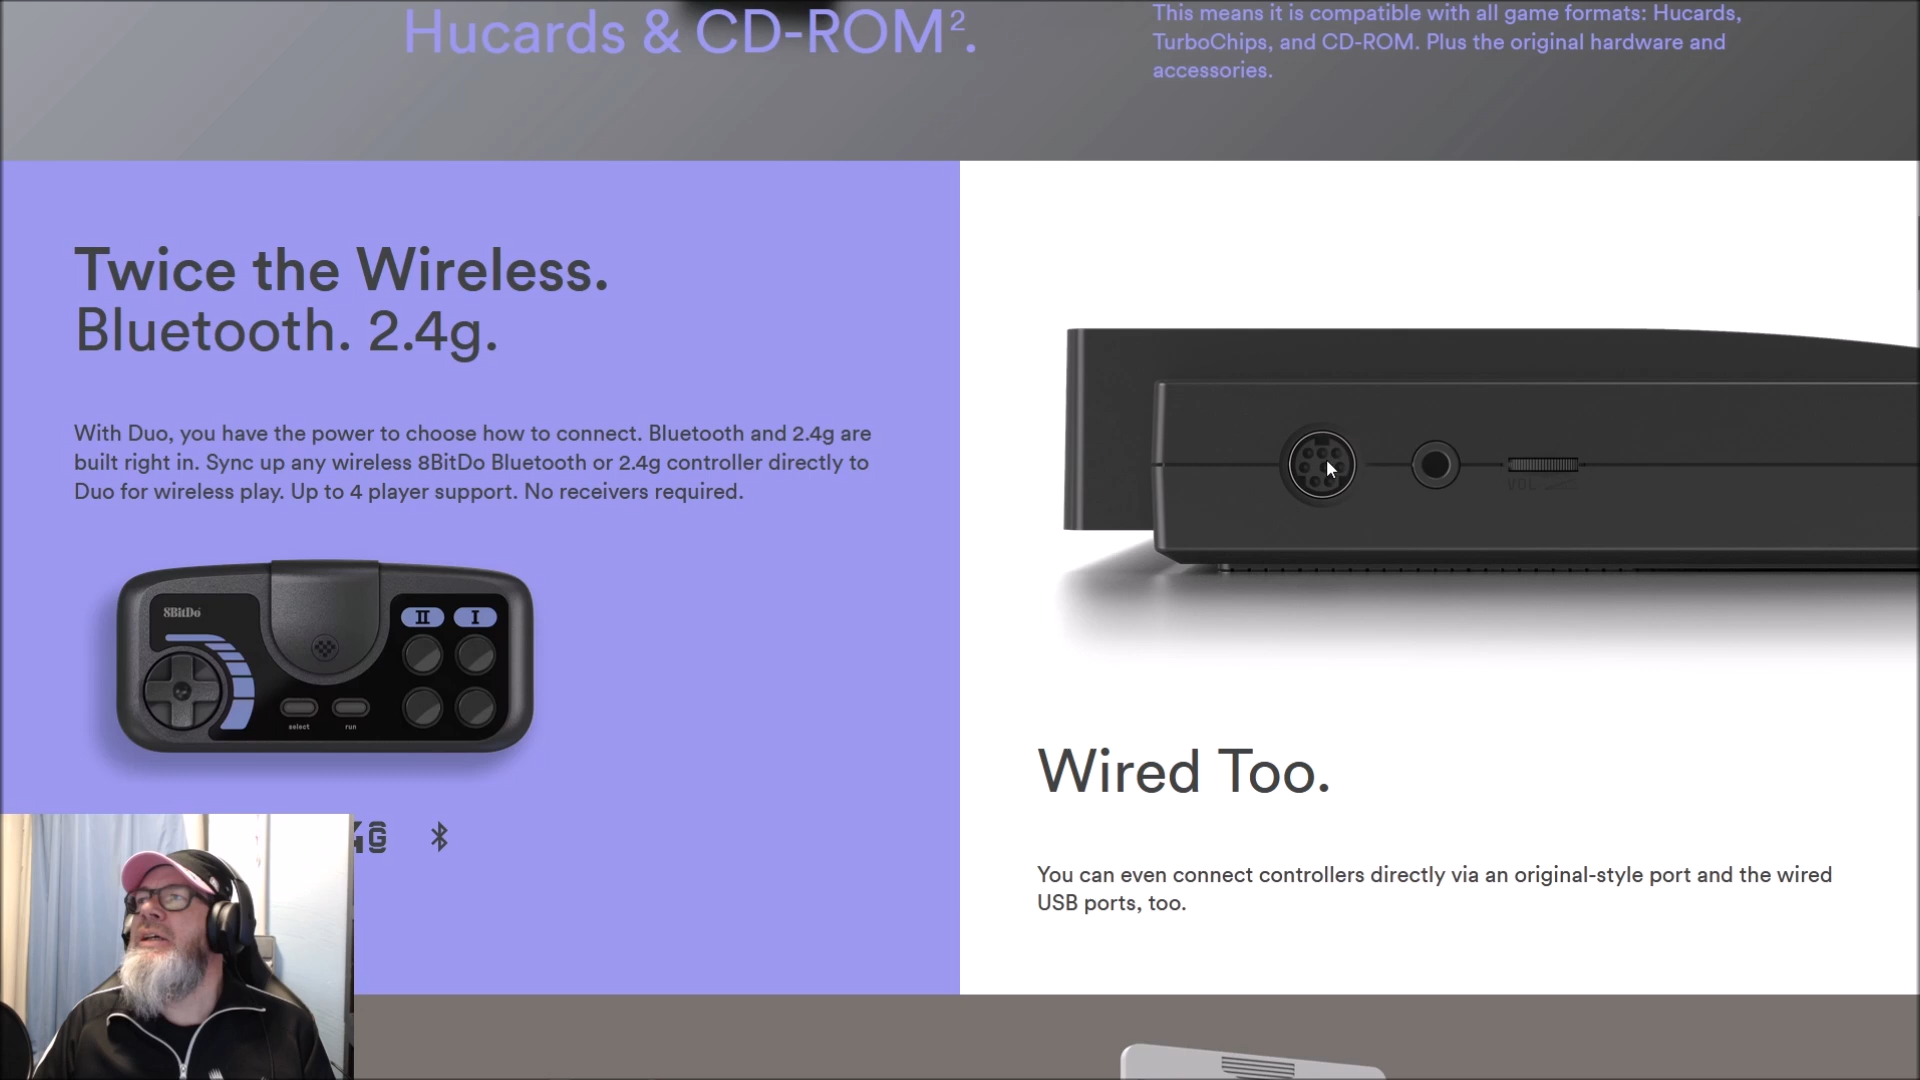 Hucards & CD-ROM².
This means it is compatible with all game formats: Hucards,
TurboChips, and CD-ROM. Plus the original hardware and
accessories.
Twice the Wireless.
Bluetooth. 2.4g.
With Duo, you have the power to choose how to connect. Bluetooth and 2.4g are
built right in. Sync up any wireless 8BitDo Bluetooth or 2.4g controller directly to
Duo for wireless play. Up to 4 player support. No receivers required.
8BitDo
II I
select run
VOL
Wired Too.
You can even connect controllers directly via an original-style port and the wired
USB ports, too.